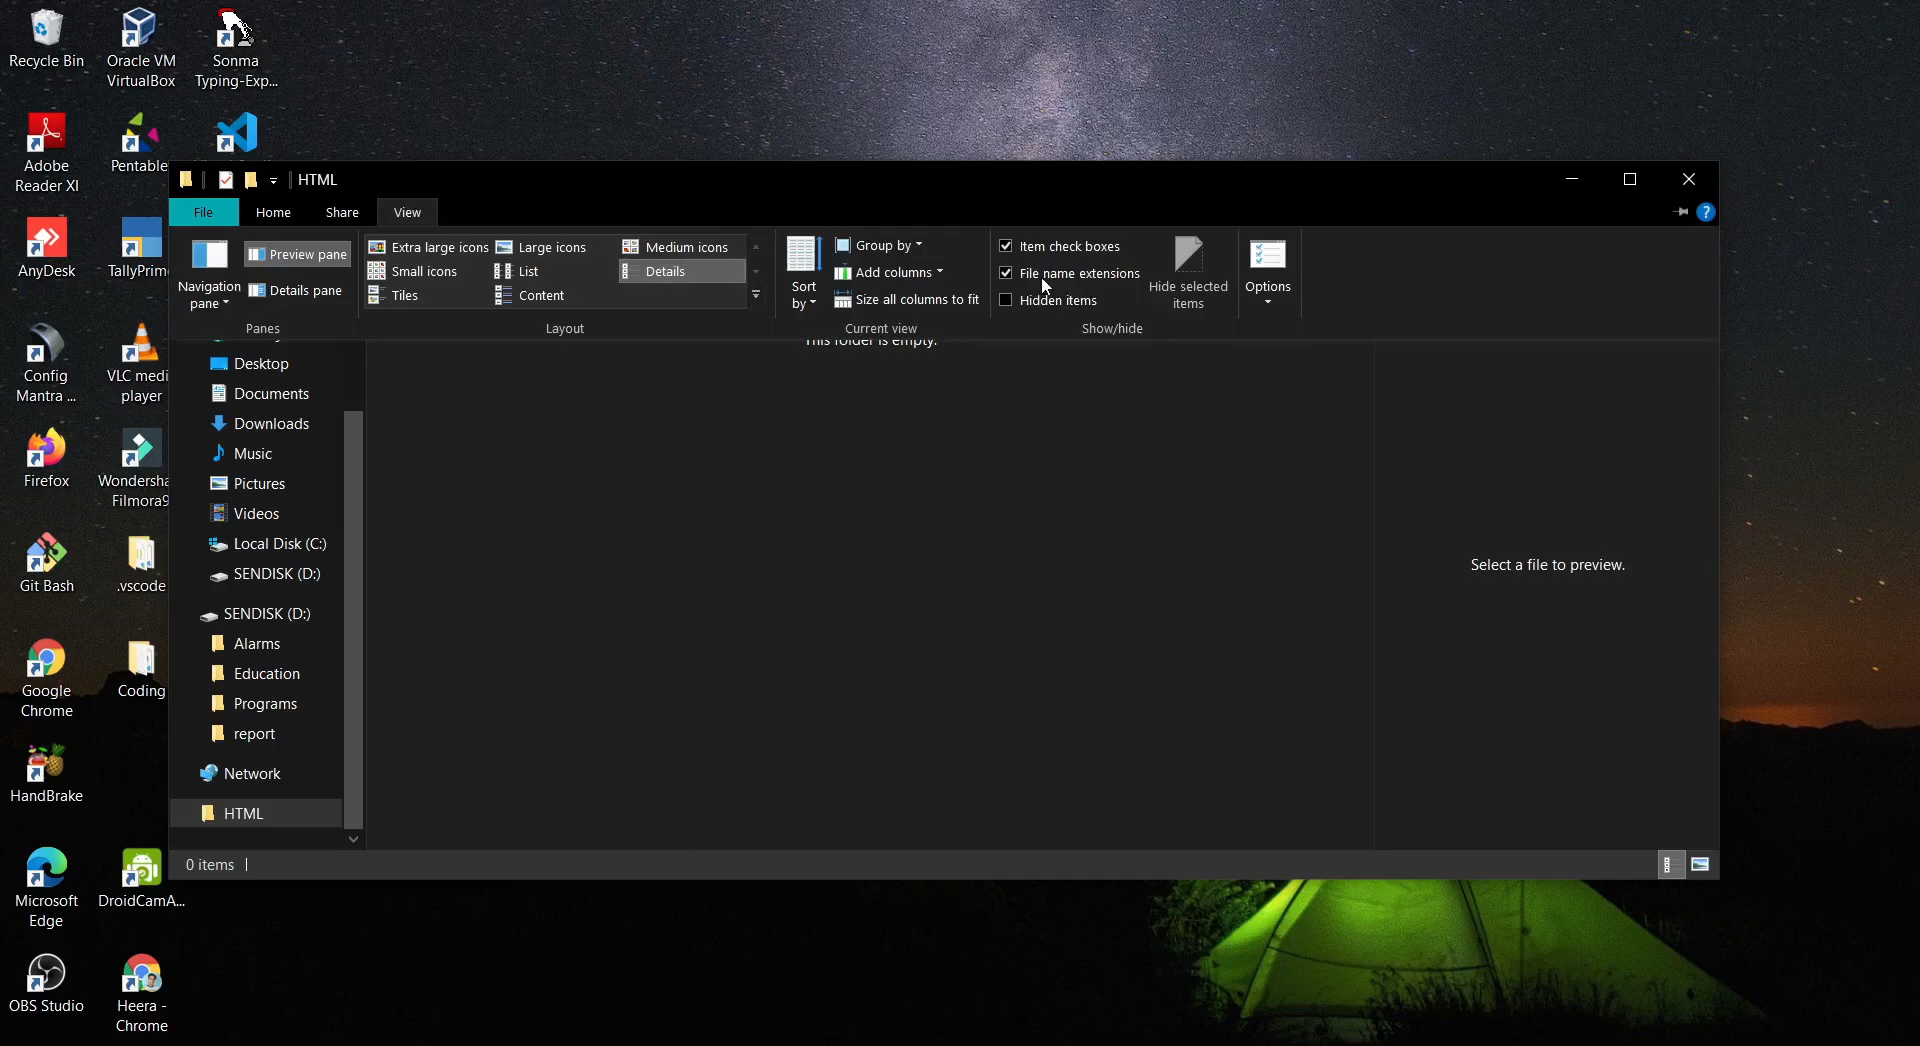 Recycle Bin
Oracle VM
VirtualBox
Sonma
Typing-Exp...
Adobe
Reader XI
Pentable
AnyDesk
TallyPrim
Config
Mantra ...
VLC medi
player
Firefox
Wondersha
Filmora9
Git Bash
.vscode
Google
Chrome
Coding
HandBrake
Microsoft
Edge
DroidCamA...
OBS Studio
Heera -
Chrome
HTML
File
Home
Share
View
?
Navigation
pane
Preview pane
Details pane
Panes
Extra large icons
Large icons
Medium icons
Small icons
List
Details
Tiles
Content
Layout
Sort
by
Group by
Add columns
Size all columns to fit
Current view
Item check boxes
File name extensions
Hidden items
Hide selected
items
Show/hide
Options
This folder is empty.
Desktop
Documents
Downloads
Music
Pictures
Videos
Local Disk (C:)
SENDISK (D:)
SENDISK (D:)
Alarms
Education
Programs
report
Network
HTML
Select a file to preview.
0 items